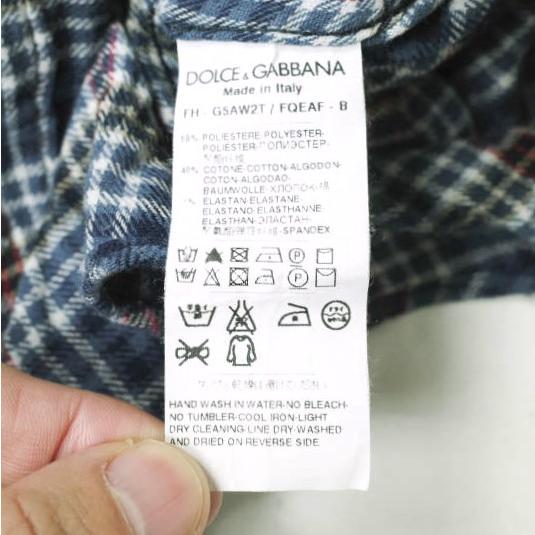 DOLCE & GABBANA
Made in Italy
FH - G5AW2T / FQEAF - B
POLIESTERE-POLYESTER-
POLIESTER-ПОЛИЭСТЕР-
COTONE-COTTON-ALGODON-
COTON-ALGODAO-
BAUMWOLLE-ХЛОПОК-棉
ELASTAN-ELASTANE-
ELASTANO-ELASTHANNE-
ELASTHAN-ЭЛАСТАН-
-SPANDEX
P
P
HAND WASH IN WATER-NO BLEACH-
NO TUMBLER-COOL IRON-LIGHT
DRY CLEANING-LINE DRY-WASHED
AND DRIED ON REVERSE SIDE